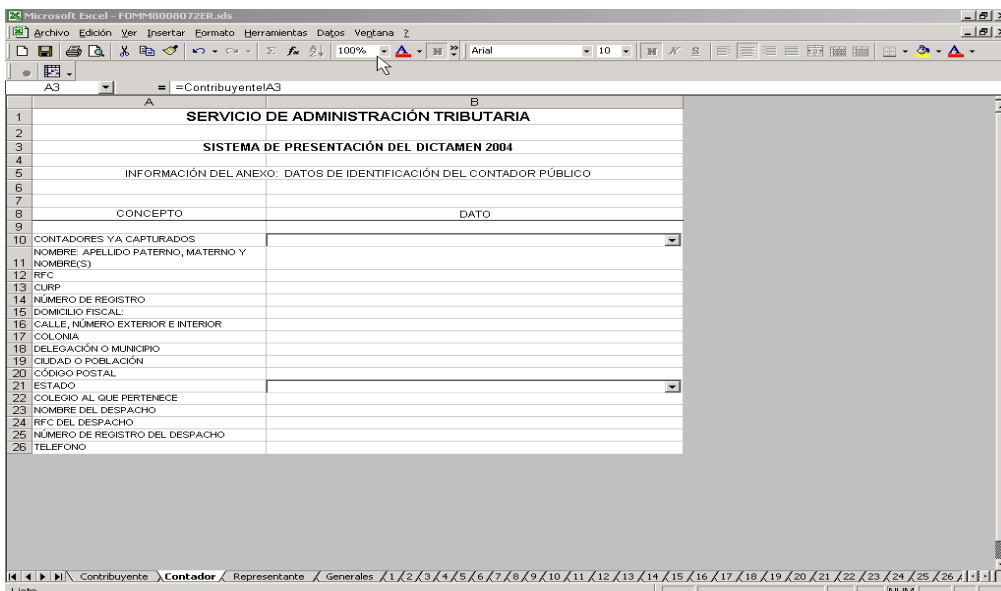 Microsoft Excel - FOMM8008072ER.xls
Archivo Edición Ver Insertar Formato Herramientas Datos Ventana ?
100% Arial 10 N K S
A3 = =Contribuyente!A3
A B
1 SERVICIO DE ADMINISTRACIÓN TRIBUTARIA
2
3 SISTEMA DE PRESENTACIÓN DEL DICTAMEN 2004
4
5 INFORMACIÓN DEL ANEXO: DATOS DE IDENTIFICACIÓN DEL CONTADOR PÚBLICO
6
7
8 CONCEPTO DATO
9
10 CONTADORES YA CAPTURADOS
NOMBRE: APELLIDO PATERNO, MATERNO Y
11 NOMBRE(S)
12 RFC
13 CURP
14 NÚMERO DE REGISTRO
15 DOMICILIO FISCAL:
16 CALLE, NÚMERO EXTERIOR E INTERIOR
17 COLONIA
18 DELEGACIÓN O MUNICIPIO
19 CIUDAD O POBLACIÓN
20 CÓDIGO POSTAL
21 ESTADO
22 COLEGIO AL QUE PERTENECE
23 NOMBRE DEL DESPACHO
24 RFC DEL DESPACHO
25 NÚMERO DE REGISTRO DEL DESPACHO
26 TELEFONO
Contribuyente Contador Representante Generales 1 2 3 4 5 6 7 8 9 10 11 12 13 14 15 16 17 18 19 20 21 22 23 24 25 26